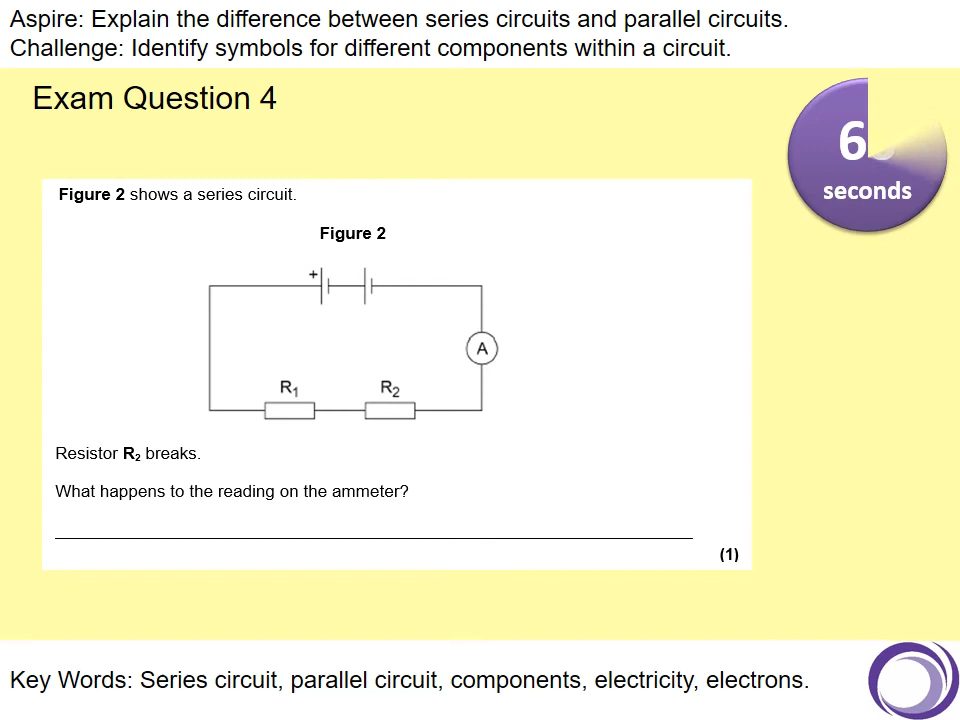 Aspire: Explain the difference between series circuits and parallel circuits.
Challenge: Identify symbols for different components within a circuit.
Exam Question 4
6
seconds
Figure 2 shows a series circuit.
Figure 2
+
A
R1
R2
Resistor R2 breaks.
What happens to the reading on the ammeter?
(1)
Key Words: Series circuit, parallel circuit, components, electricity, electrons.